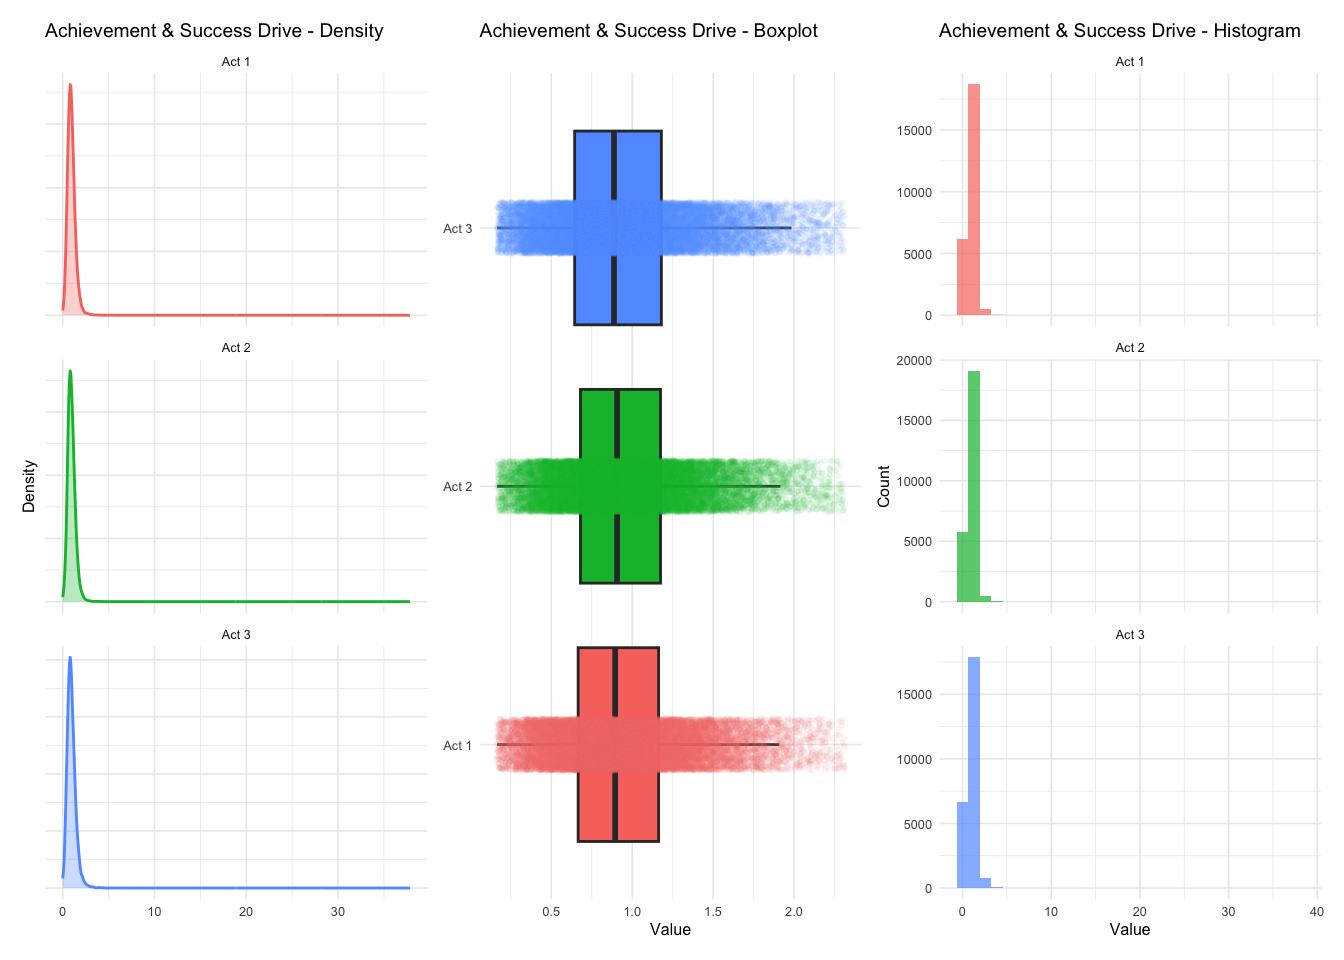 Achievement & Success Drive - Density
Act 1
Act 2
Act 3
Density
0 10 20 30
Achievement & Success Drive - Boxplot
Act 3
Act 2
Act 1
0.5 1.0 1.5 2.0
Value
Achievement & Success Drive - Histogram
Act 1
15000
10000
5000
0
Act 2
20000
15000
10000
5000
0
Act 3
15000
10000
5000
0
Count
0 10 20 30 40
Value